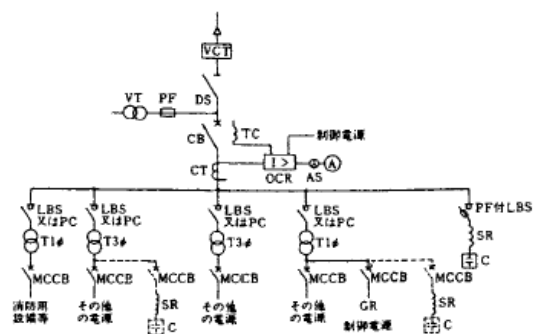 VCT
VT
PF
DS
CB
TC
制御電源
CT
I >
OCR
AS
A
LBS
又はPC
T1φ
MCCB
消防用
設備等
LBS
又はPC
T3φ
MCCB
その他
の電源
MCCB
SR
C
LBS
又はPC
T3φ
MCCB
その他
の電源
LBS
又はPC
T1φ
MCCB
その他
の電源
MCCB
GR
制御電源
MCCB
SR
C
PF付LBS
SR
C